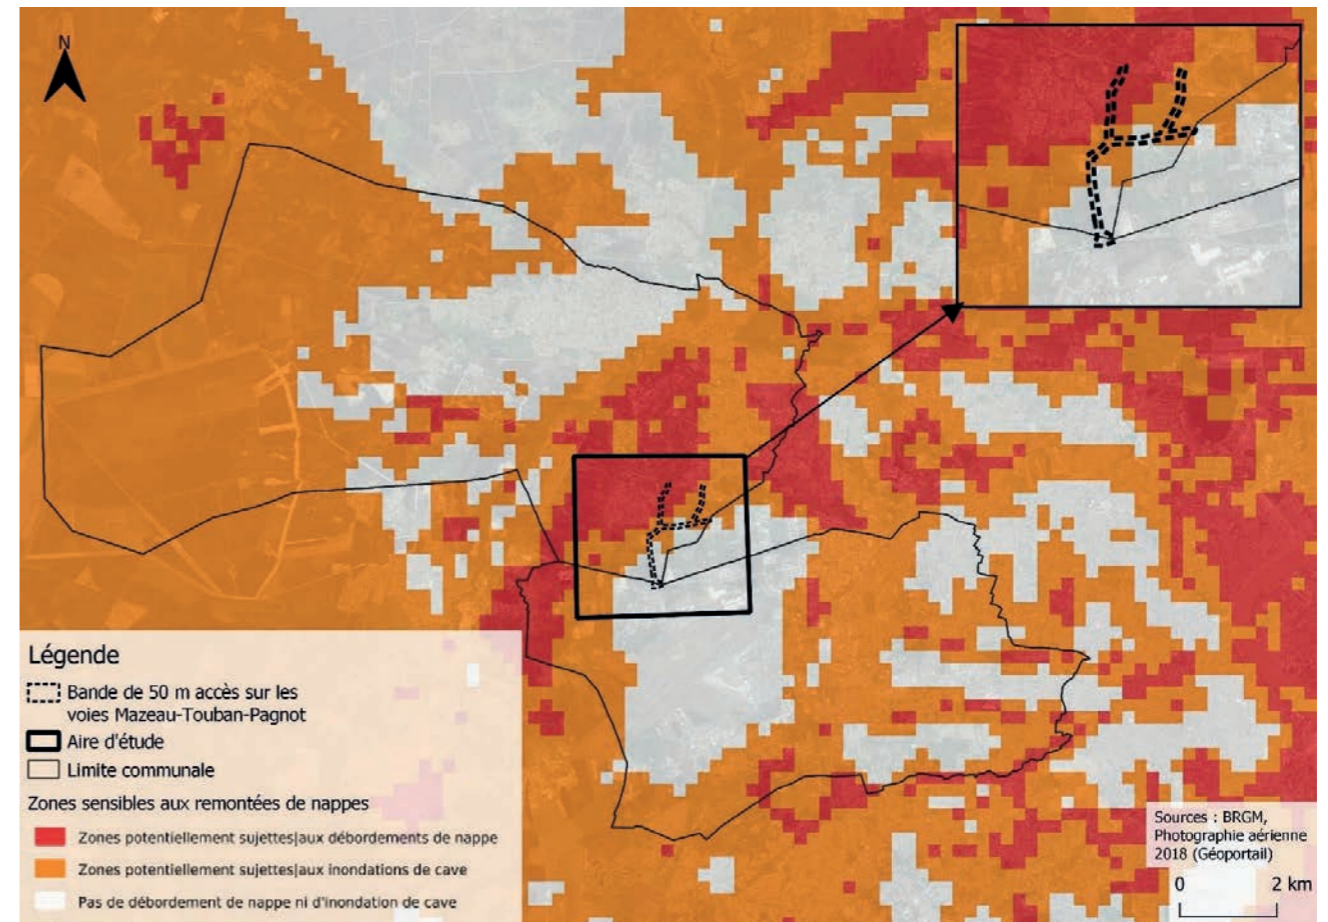 N
Légende
Bande de 50 m accès sur les
voies Mazeau-Touban-Pagnot
Aire d'étude
Limite communale
Zones sensibles aux remontées de nappes
Zones potentiellement sujettes|aux débordements de nappe
Zones potentiellement sujettes|aux inondations de cave
Pas de débordement de nappe ni d'inondation de cave
Sources : BRGM,
Photographie aérienne
2018 (Géoportail)
0 2 km